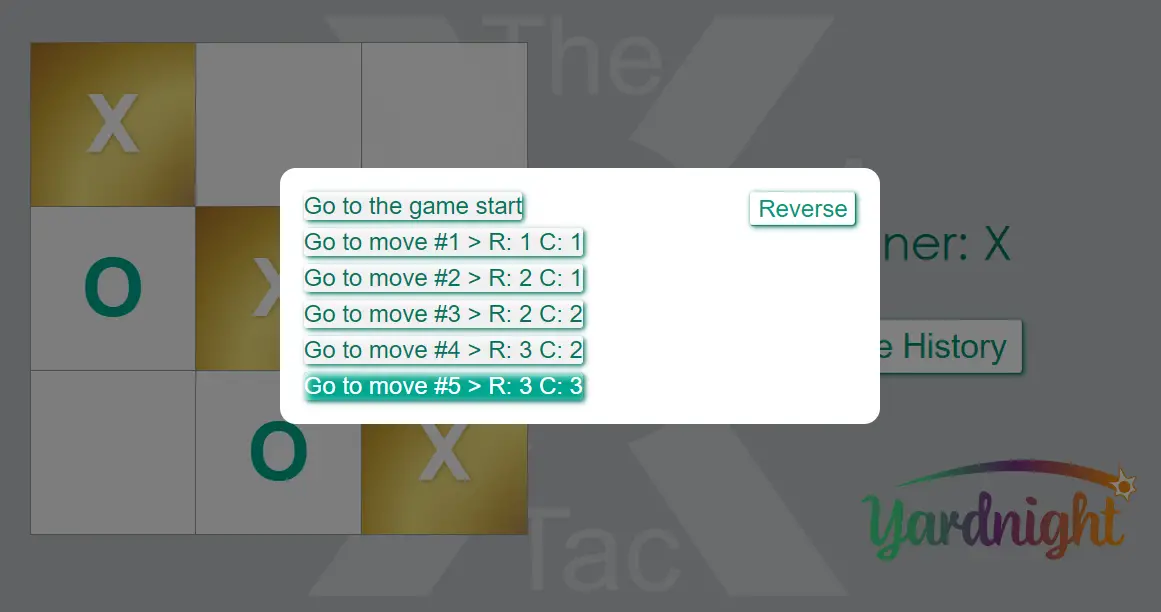 The
X
Go to the game start
Reverse
Go to move #1 > R: 1 C: 1
ner: X
Go to move #2 > R: 2 C: 1
O
X
Go to move #3 > R: 2 C: 2
Go to move #4 > R: 3 C: 2
e History
Go to move #5 > R: 3 C: 3
O
X
Yardnight
Tac